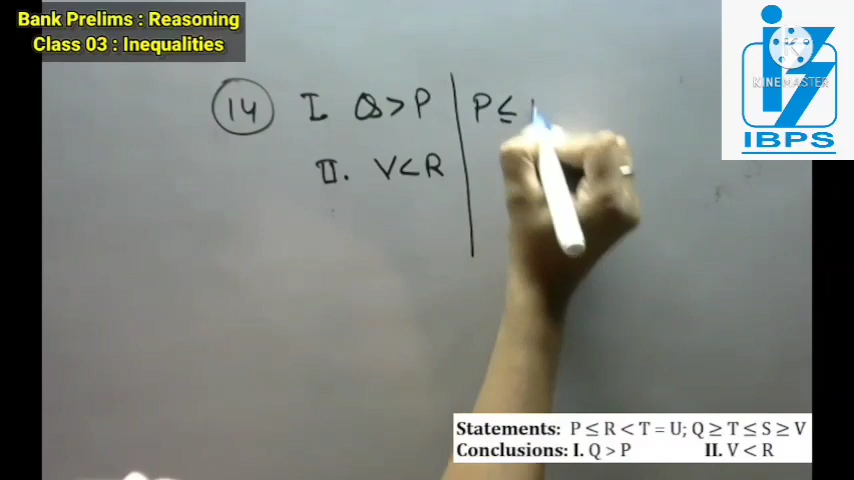 Bank Prelims : Reasoning
Class 03 : Inequalities
KINEMASTER
IBPS
14 I. Q > P P ≤
II. V < R
Statements: P ≤ R < T = U; Q ≥ T ≤ S ≥ V
Conclusions: I. Q > P II. V < R